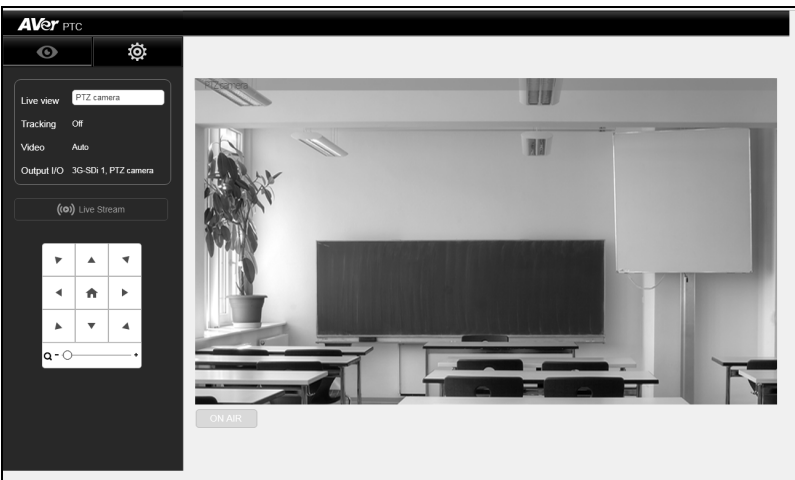 AVer PTC
Live view PTZ camera
Tracking Off
Video Auto
Output I/O 3G-SDi 1, PTZ camera
Live Stream
- +
PTZ camera
ON AIR